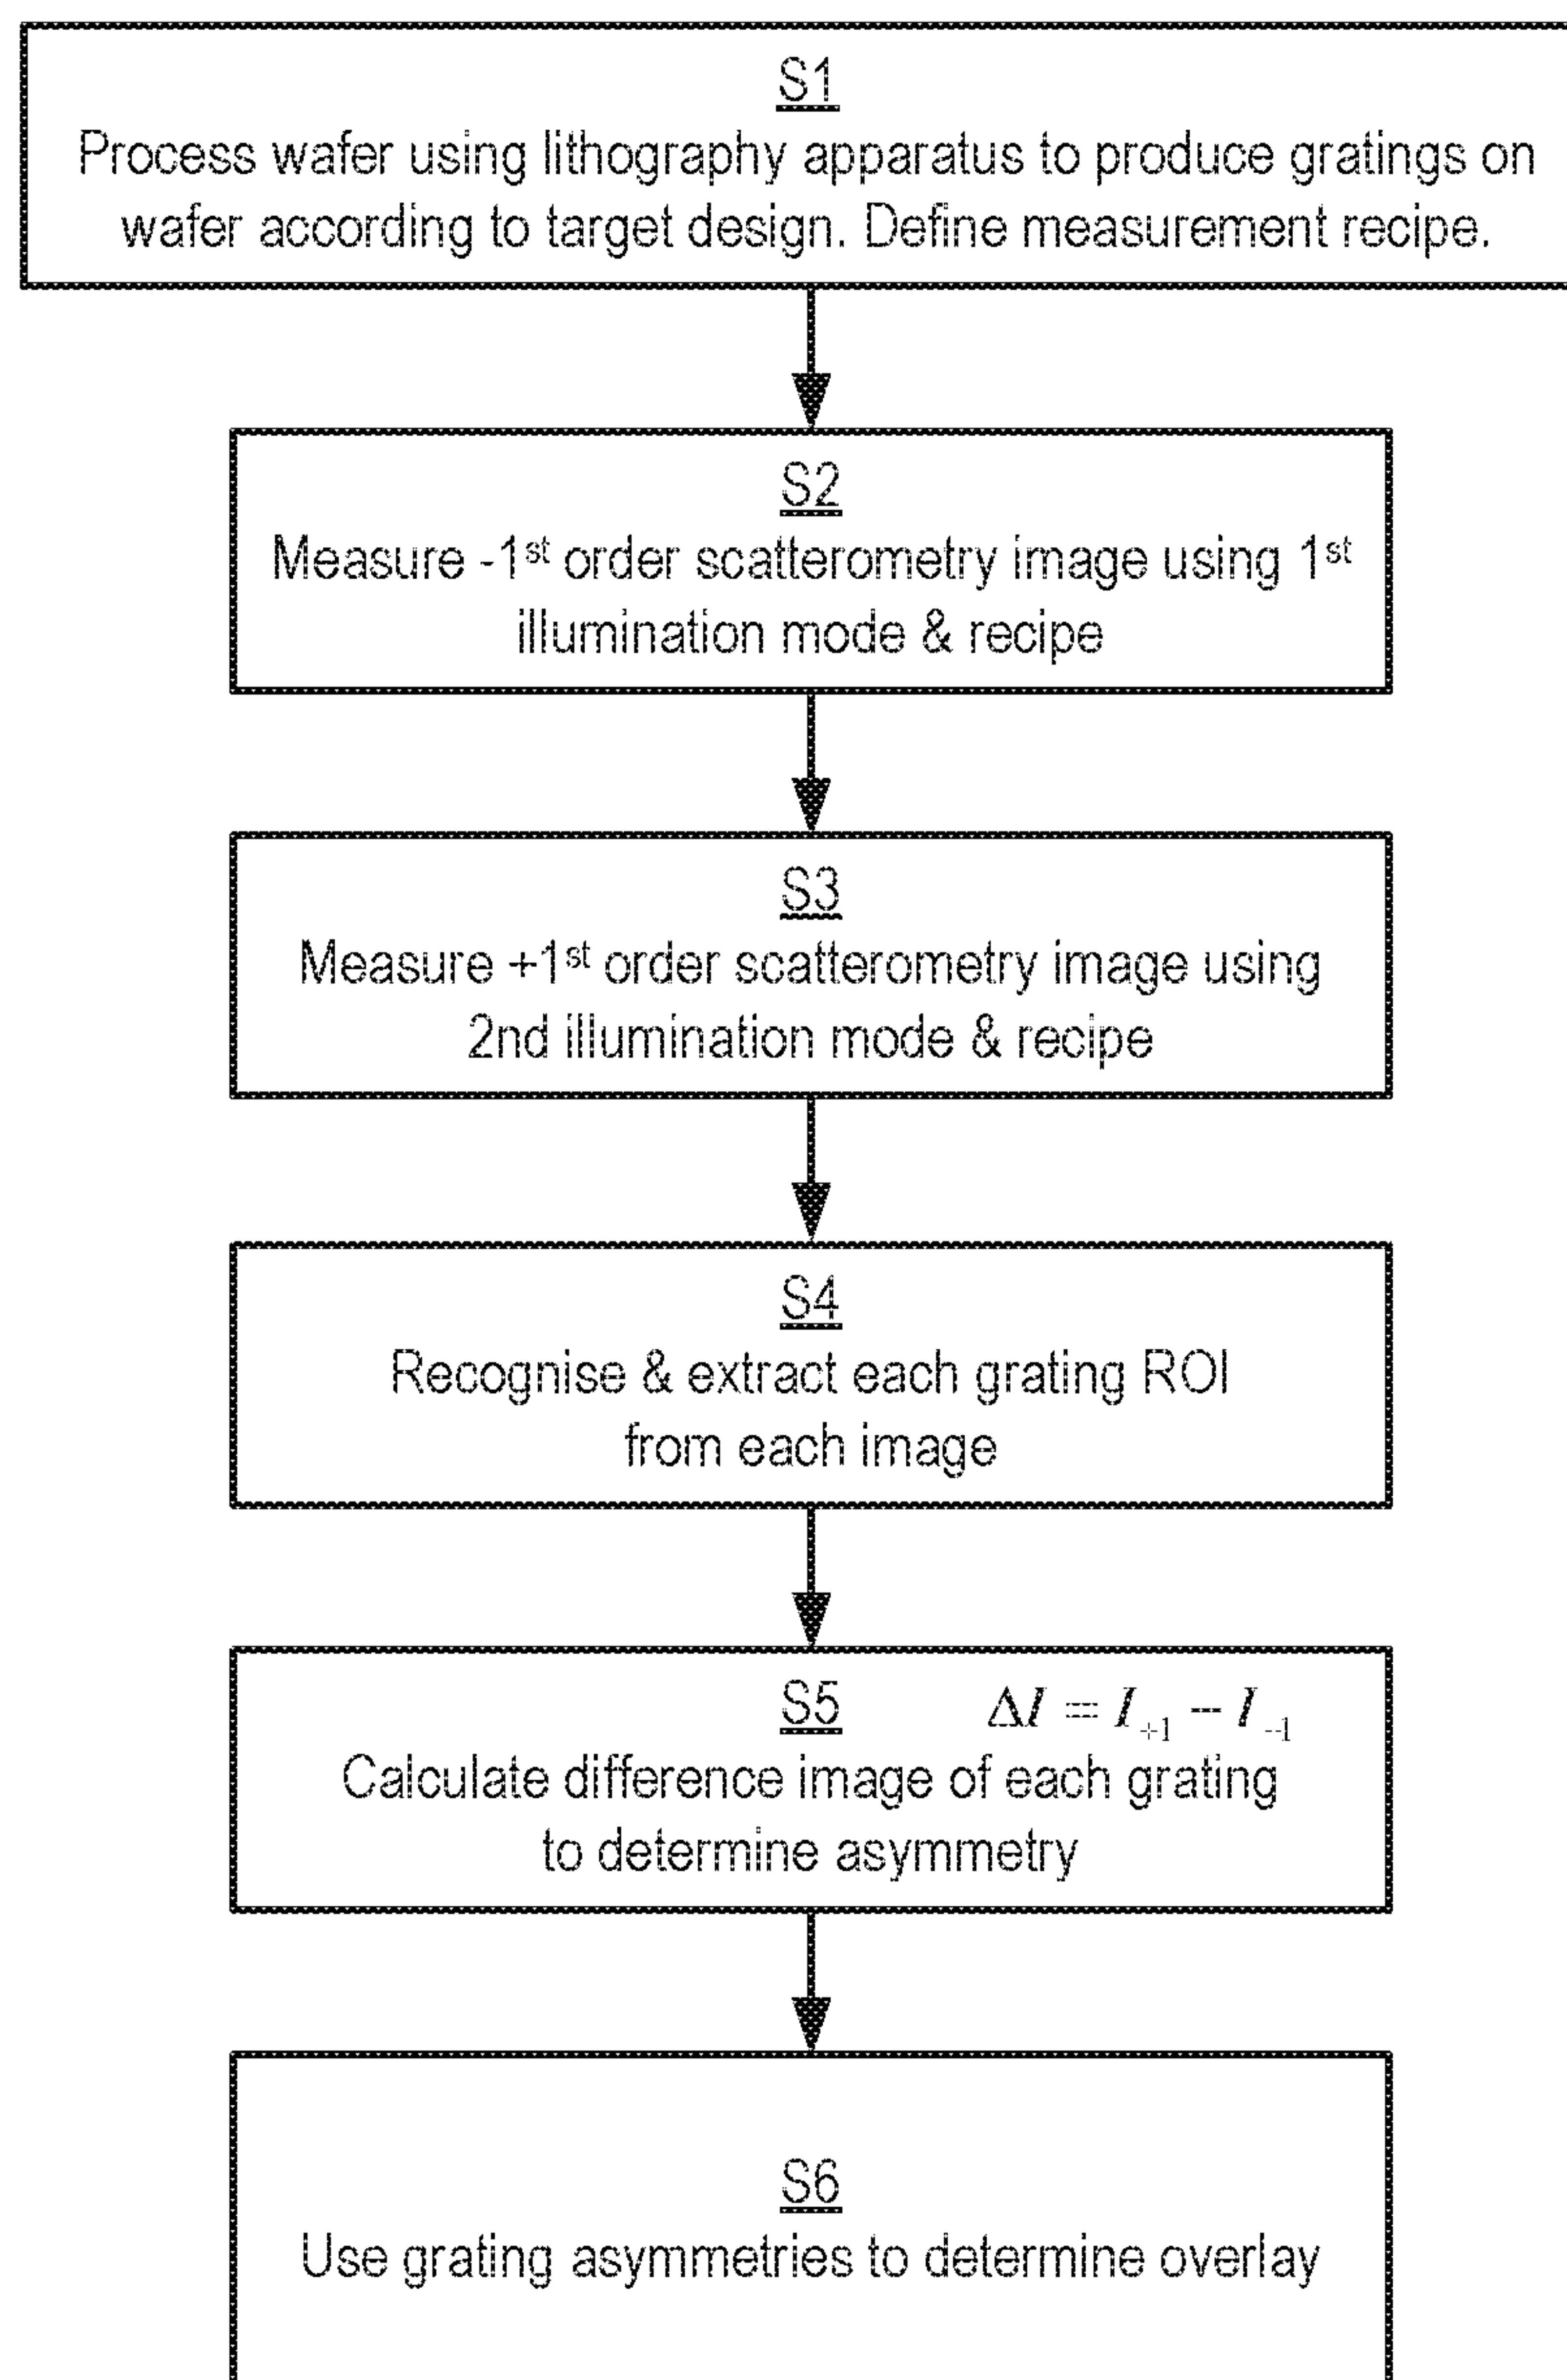 S1
Process wafer using lithography apparatus to produce gratings on
wafer according to target design. Define measurement recipe.
S2
Measure -1st order scatterometry image using 1st
illumination mode & recipe
S3
Measure +1st order scatterometry image using
2nd illumination mode & recipe
S4
Recognise & extract each grating ROI
from each image
S5 ΔI = I+1 − I-1
Calculate difference image of each grating
to determine asymmetry
S6
Use grating asymmetries to determine overlay